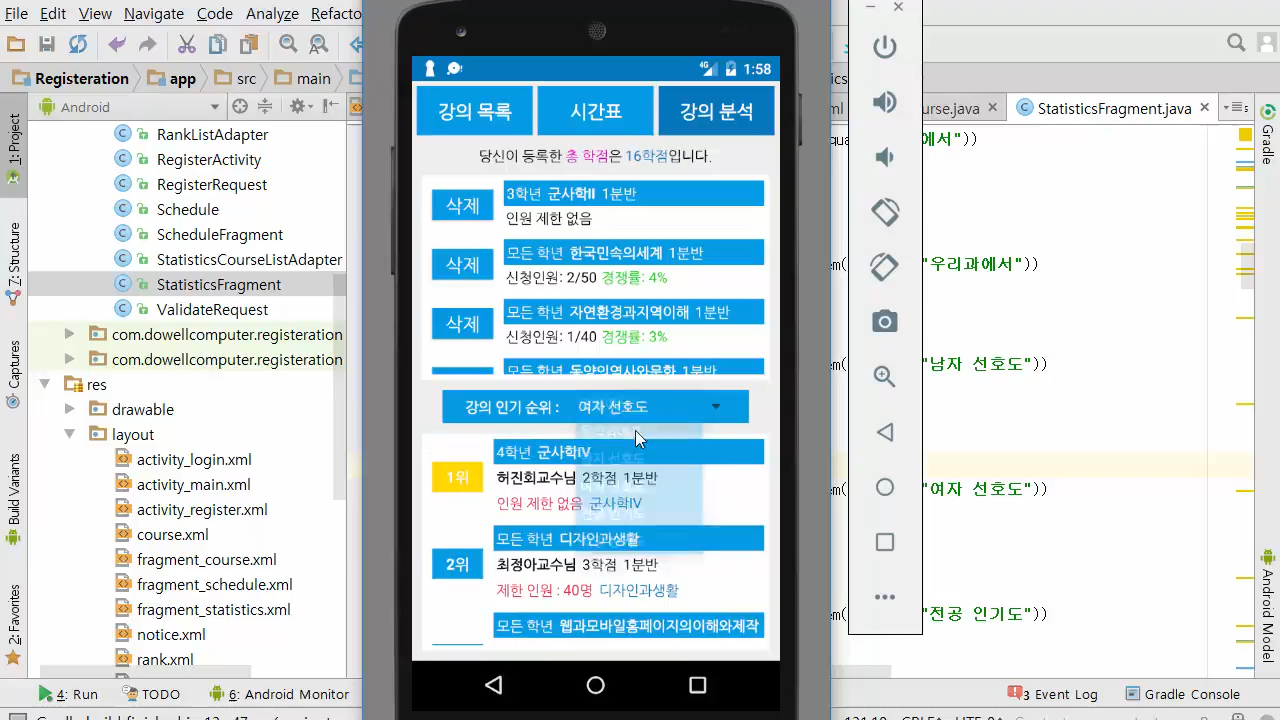 File Edit View Navigate Code Analyze Refacto
Registeration app src main
Android
RankListAdapter
RegisterActivity
RegisterRequest
Schedule
ScheduleFragment
StatisticsCourseListAdapter
StatisticsFragment
ValidateRequest
com.dowellcomputer.registeration
com.dowellcomputer.registeration
res
drawable
layout
activity_login.xml
activity_main.xml
activity_register.xml
course.xml
fragment_course.xml
fragment_schedule.xml
fragment_statistics.xml
notice.xml
rank.xml
1: Project
7: Structure
Captures
Build Variants
2: Favorites
4: Run TODO 6: Android Monitor
4G 1:58
강의 목록 시간표 강의 분석
당신이 등록한 총 학점은 16학점입니다.
삭제 3학년 군사학II 1분반
인원 제한 없음
삭제 모든 학년 한국민속의세계 1분반
신청인원: 2/50 경쟁률: 4%
삭제 모든 학년 자연환경과지역이해 1분반
신청인원: 1/40 경쟁률: 3%
모든 학년 동양의역사와문화 1분반
강의 인기 순위 : 여자 선호도
1위 4학년 군사학IV
허진회교수님 2학점 1분반
인원 제한 없음 군사학IV
2위 모든 학년 디자인과생활
최정아교수님 3학점 1분반
제한 인원 : 40명 디자인과생활
모든 학년 웹과모바일홈페이지의이해와제작
urse.java StatisticsFragment.java
에서"))
"우리과에서"))
"남자 선호도"))
"여자 선호도"))
"전공 인기도"))
Gradle
Android Model
3 Event Log Gradle Console